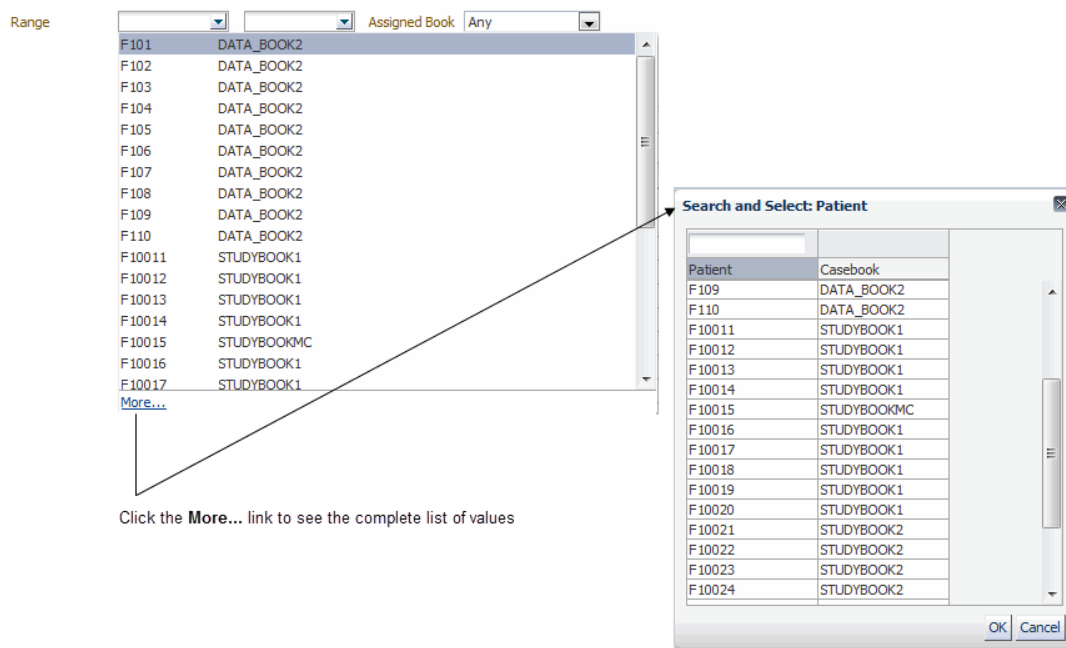 Range Assigned Book Any
F101 DATA_BOOK2
F102 DATA_BOOK2
F103 DATA_BOOK2
F104 DATA_BOOK2
F105 DATA_BOOK2
F106 DATA_BOOK2
F107 DATA_BOOK2
F108 DATA_BOOK2
F109 DATA_BOOK2
F110 DATA_BOOK2
F10011 STUDYBOOK1
F10012 STUDYBOOK1
F10013 STUDYBOOK1
F10014 STUDYBOOK1
F10015 STUDYBOOKMC
F10016 STUDYBOOK1
F10017 STUDYBOOK1
More...
Click the More... link to see the complete list of values
Search and Select: Patient
Patient Casebook
F109 DATA_BOOK2
F110 DATA_BOOK2
F10011 STUDYBOOK1
F10012 STUDYBOOK1
F10013 STUDYBOOK1
F10014 STUDYBOOK1
F10015 STUDYBOOKMC
F10016 STUDYBOOK1
F10017 STUDYBOOK1
F10018 STUDYBOOK1
F10019 STUDYBOOK1
F10020 STUDYBOOK1
F10021 STUDYBOOK2
F10022 STUDYBOOK2
F10023 STUDYBOOK2
F10024 STUDYBOOK2
OK Cancel